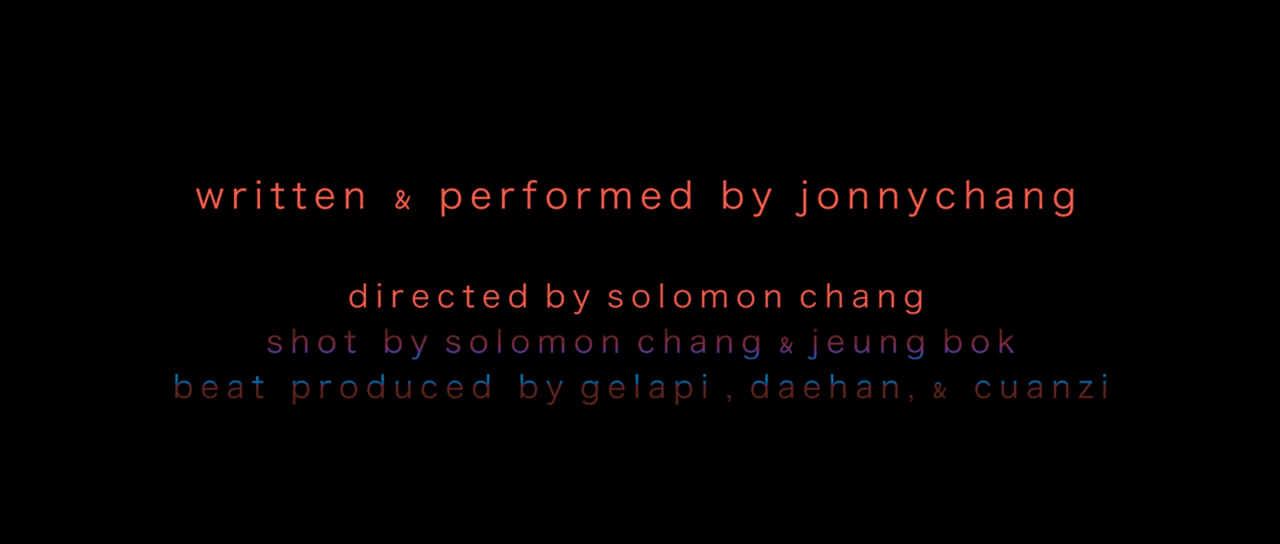 written & performed by jonnychang
directed by solomon chang
shot by solomon chang & jeung bok
beat produced by gelapi , daehan, & cuanzi